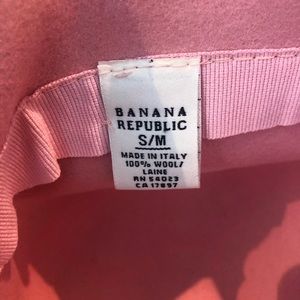 BANANA
REPUBLIC
S/M
MADE IN ITALY
100% WOOL/
LAINE
RN 54023
CA 17897